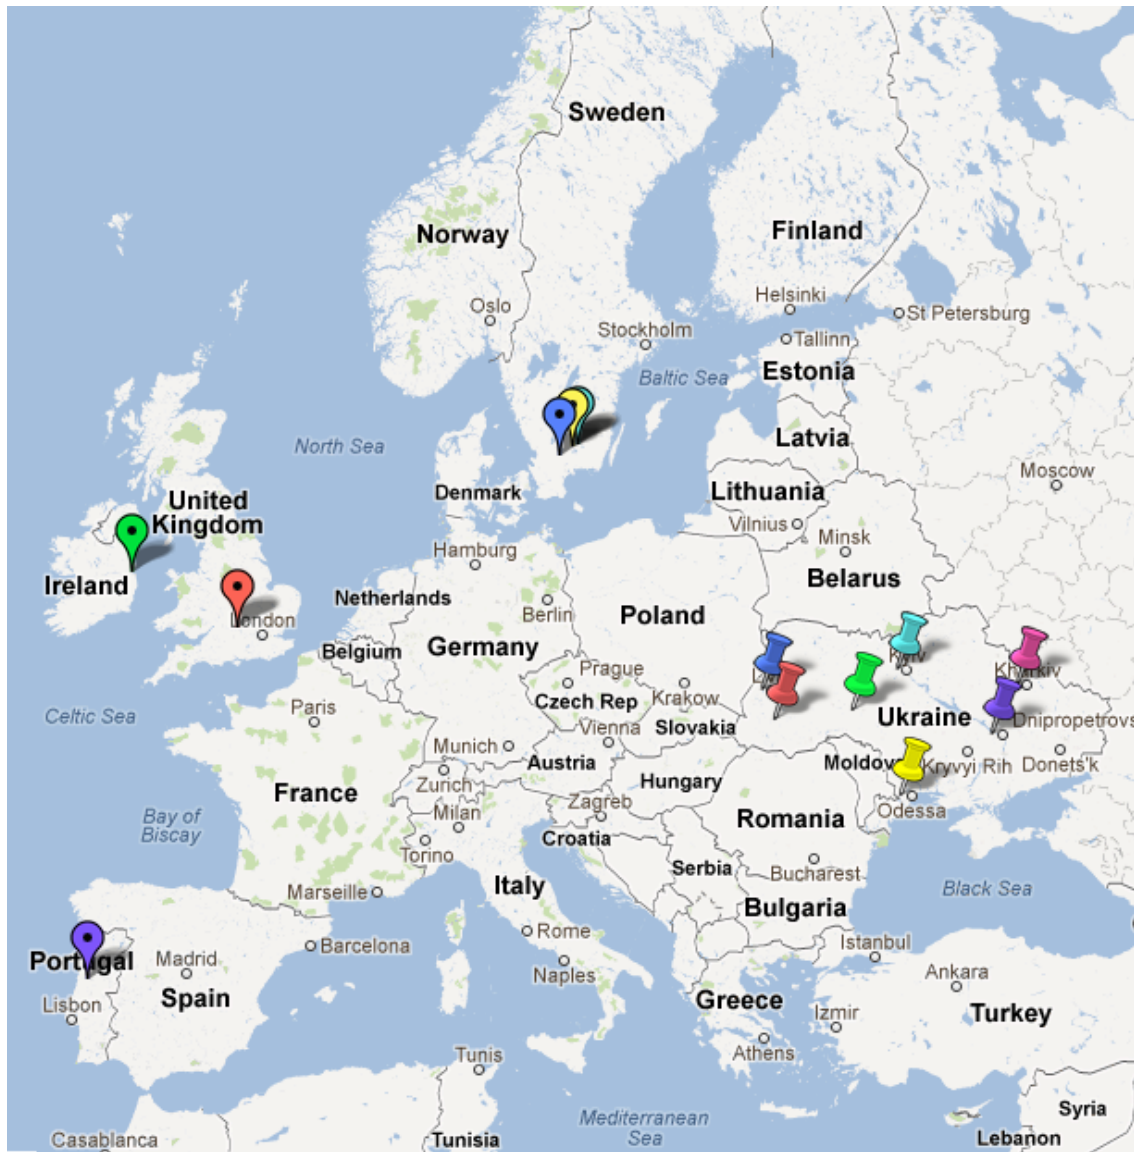 Sweden
Norway
Finland
Helsinki
Oslo
St Petersburg
Stockholm
Tallinn
Baltic Sea
Estonia
North Sea
Latvia
Moscow
Denmark
Lithuania
United
Kingdom
Vilnius
Minsk
Hamburg
Belarus
Ireland
Netherlands
Berlin
Poland
London
Belgium
Germany
Kyiv
Prague
Krakow
Czech Rep
Celtic Sea
Paris
Slovakia
Ukraine
Dnipropetrovs
Vienna
Munich
Austria
Moldov
Kryvyi Rih
Donets'k
Hungary
Zurich
France
Zagreb
Odessa
Bay of
Biscay
Milan
Romania
Croatia
Torino
Serbia
Bucharest
Marseille
Italy
Black Sea
Bulgaria
Rome
Barcelona
Istanbul
Portugal
Madrid
Naples
Ankara
Spain
Greece
Lisbon
Izmir
Turkey
Athens
Tunis
Mediterranean
Sea
Syria
Casablanca
Tunisia
Lebanon